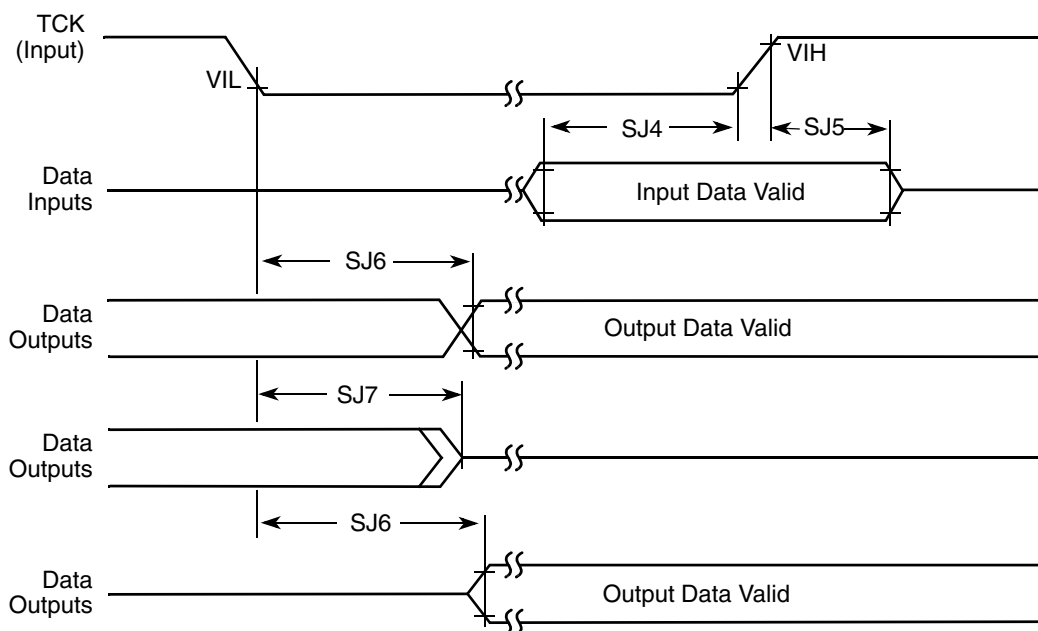 TCK
(Input)
VIL
VIH
SJ4
SJ5
Data
Inputs
Input Data Valid
SJ6
Data
Outputs
Output Data Valid
SJ7
Data
Outputs
SJ6
Data
Outputs
Output Data Valid